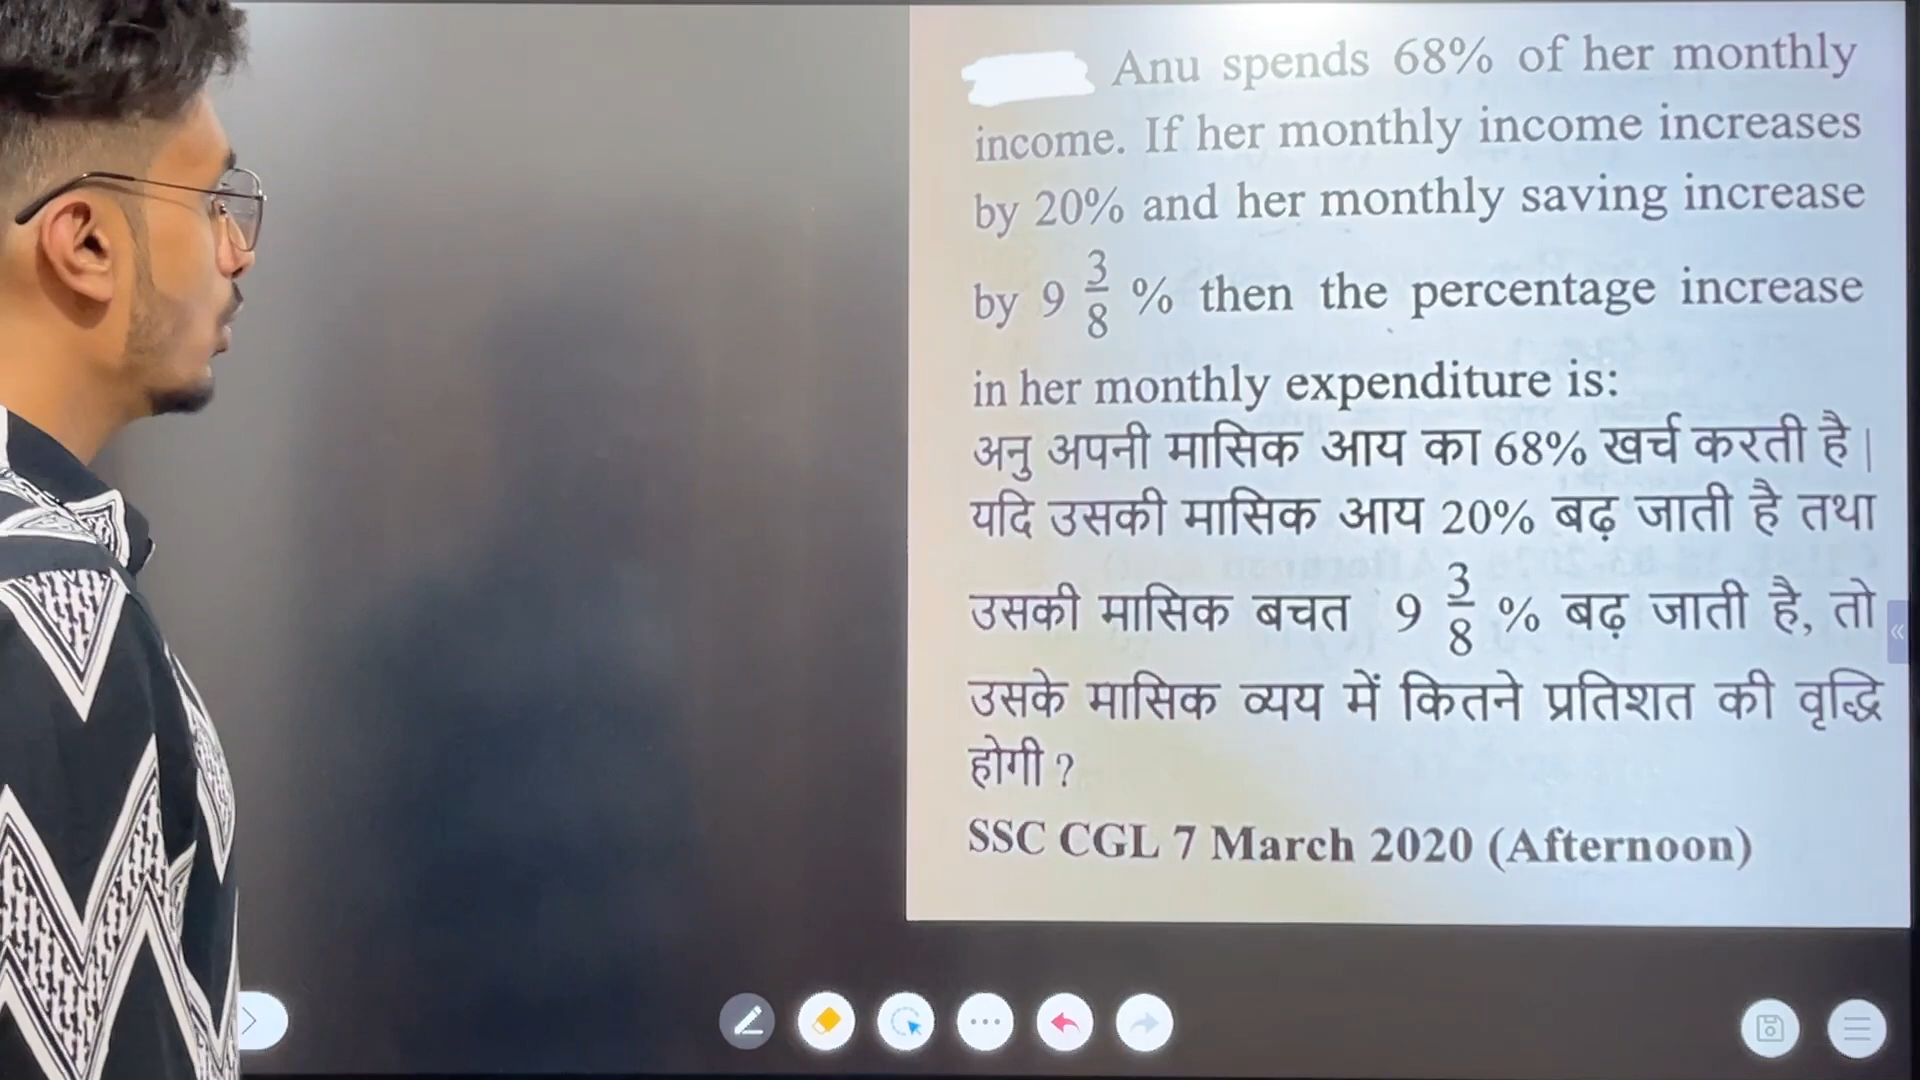 Anu spends 68% of her monthly
income. If her monthly income increases
by 20% and her monthly saving increase
by 9 3/8 % then the percentage increase
in her monthly expenditure is:
अनु अपनी मासिक आय का 68% खर्च करती है|
यदि उसकी मासिक आय 20% बढ़ जाती है तथा
उसकी मासिक बचत 9 3/8 % बढ़ जाती है, तो
उसके मासिक व्यय में कितने प्रतिशत की वृद्धि
होगी ?
SSC CGL 7 March 2020 (Afternoon)